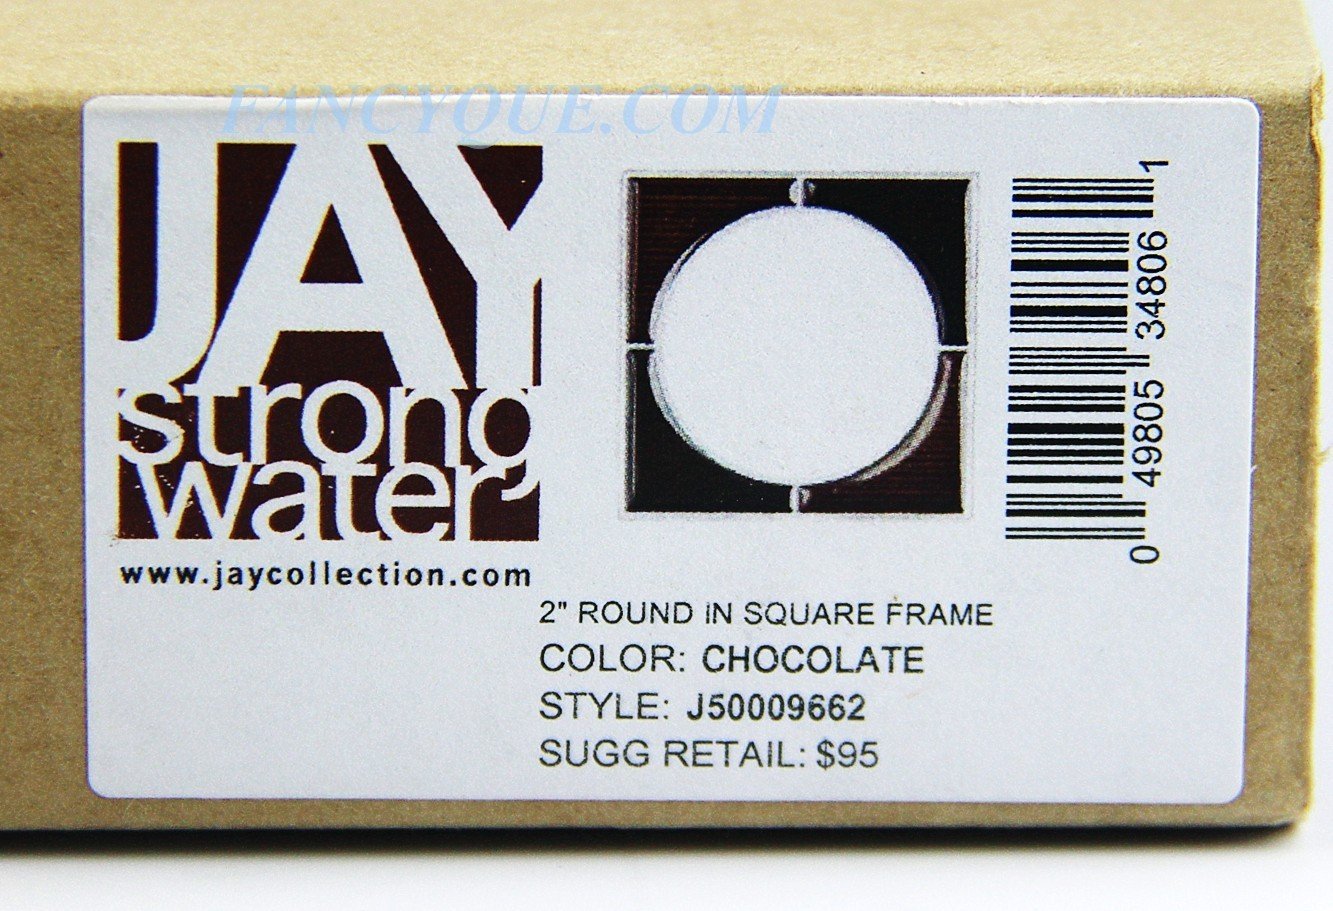 FANCYQUE.COM
JAY
strong
water
www.jaycollection.com
2" ROUND IN SQUARE FRAME
COLOR: CHOCOLATE
STYLE: J50009662
SUGG RETAIL: $95
0 49805 34806 1